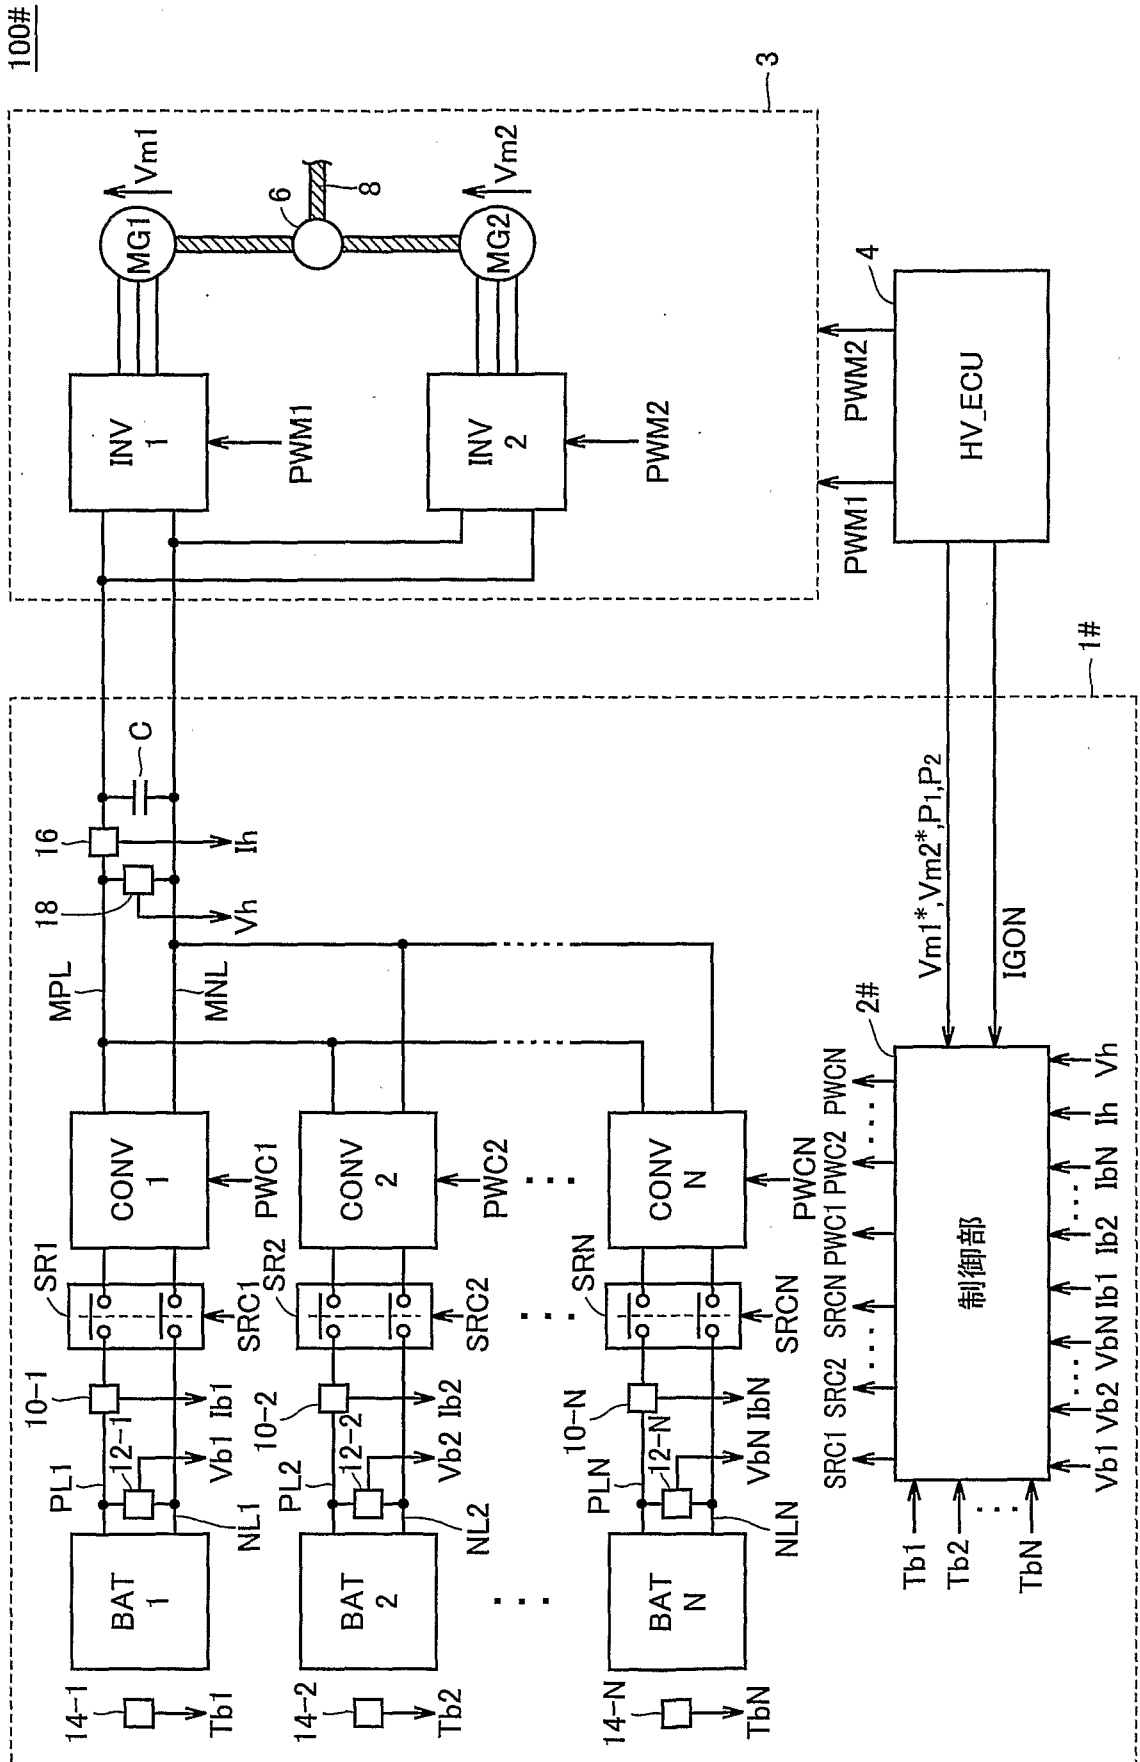 100#
3
MG1
Vm1
6
8
MG2
Vm2
INV
1
PWM1
INV
2
PWM2
4
HV_ECU
PWM1
PWM2
1#
C
16
Ih
18
Vh
MPL
MNL
Vm1*,Vm2*,P1,P2
IGON
CONV
1
PWC1
CONV
2
PWC2
CONV
N
PWCN
SR1
SRC1
SR2
SRC2
SRN
SRCN
10-1
Ib1
10-2
Ib2
10-N
IbN
PL1
12-1
Vb1
PL2
12-2
Vb2
PLN
12-N
VbN
NL1
NL2
NLN
BAT
1
BAT
2
BAT
N
14-1
Tb1
14-2
Tb2
14-N
TbN
2#
制御部
SRC1 SRC2 SRCN PWC1 PWC2 PWCN
Tb1
Tb2
TbN
Vb1 Vb2 VbN Ib1 Ib2 IbN Ih Vh